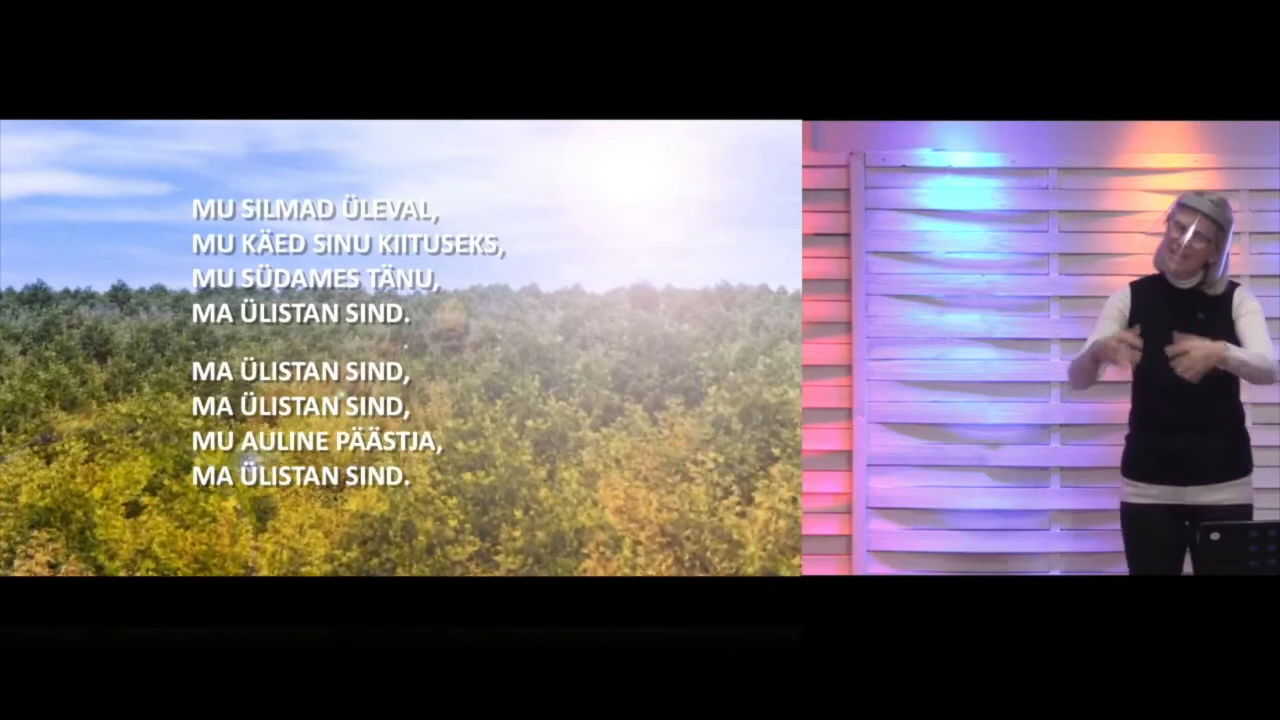 MU SILMAD ÜLEVAL,
MU KÄED SINU KIITUSEKS,
MU SÜDAMES TÄNU,
MA ÜLISTAN SIND.
MA ÜLISTAN SIND,
MA ÜLISTAN SIND,
MU AULINE PÄÄSTJA,
MA ÜLISTAN SIND.